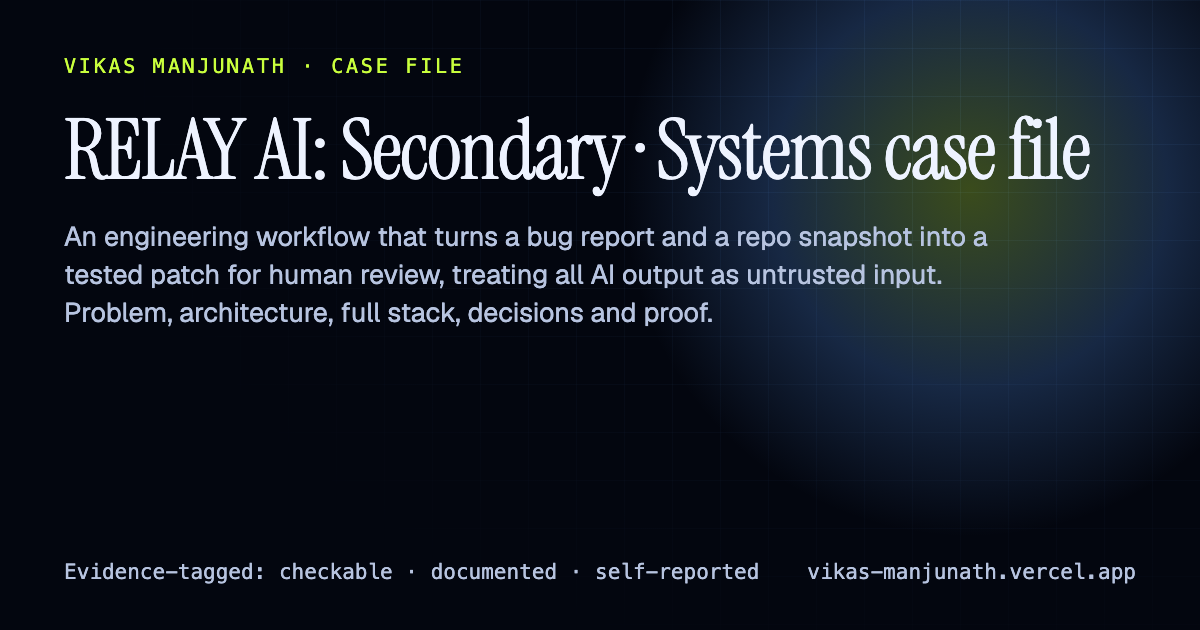 VIKAS MANJUNATH · CASE FILE
RELAY AI: Secondary · Systems case file
An engineering workflow that turns a bug report and a repo snapshot into a
tested patch for human review, treating all AI output as untrusted input.
Problem, architecture, full stack, decisions and proof.
Evidence-tagged: checkable · documented · self-reported
vikas-manjunath.vercel.app